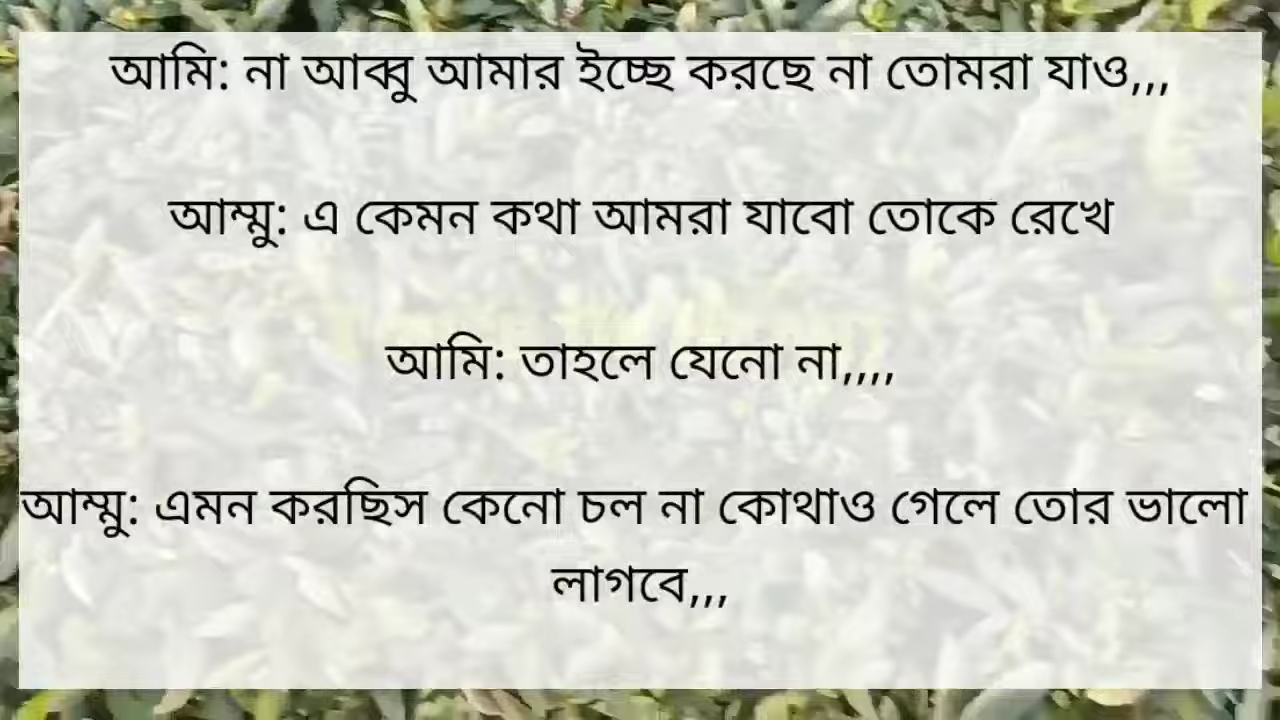 আমি: না আব্বু আমার ইচ্ছে করছে না তোমরা যাও,,,
আম্মু: এ কেমন কথা আমরা যাবো তোকে রেখে
আমি: তাহলে যেনো না,,,,
আম্মু: এমন করছিস কেনো চল না কোথাও গেলে তোর ভালো
লাগবে,,,